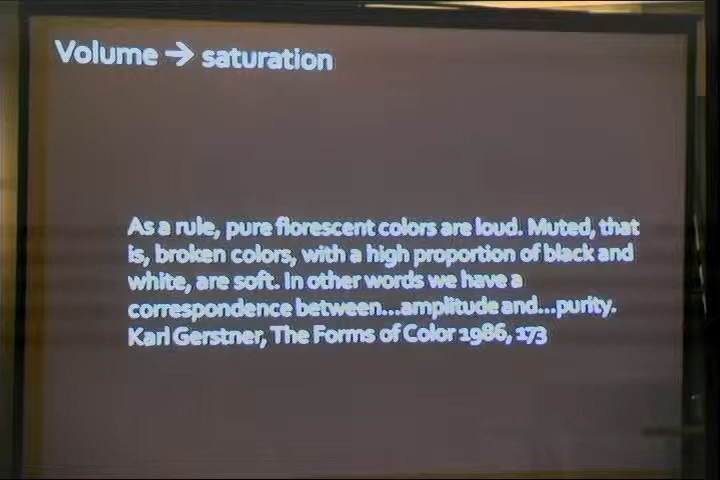 Volume → saturation
As a rule, pure florescent colors are loud. Muted, that
is, broken colors, with a high proportion of black and
white, are soft. In other words we have a
correspondence between...amplitude and...purity.
Karl Gerstner, The Forms of Color 1986, 173